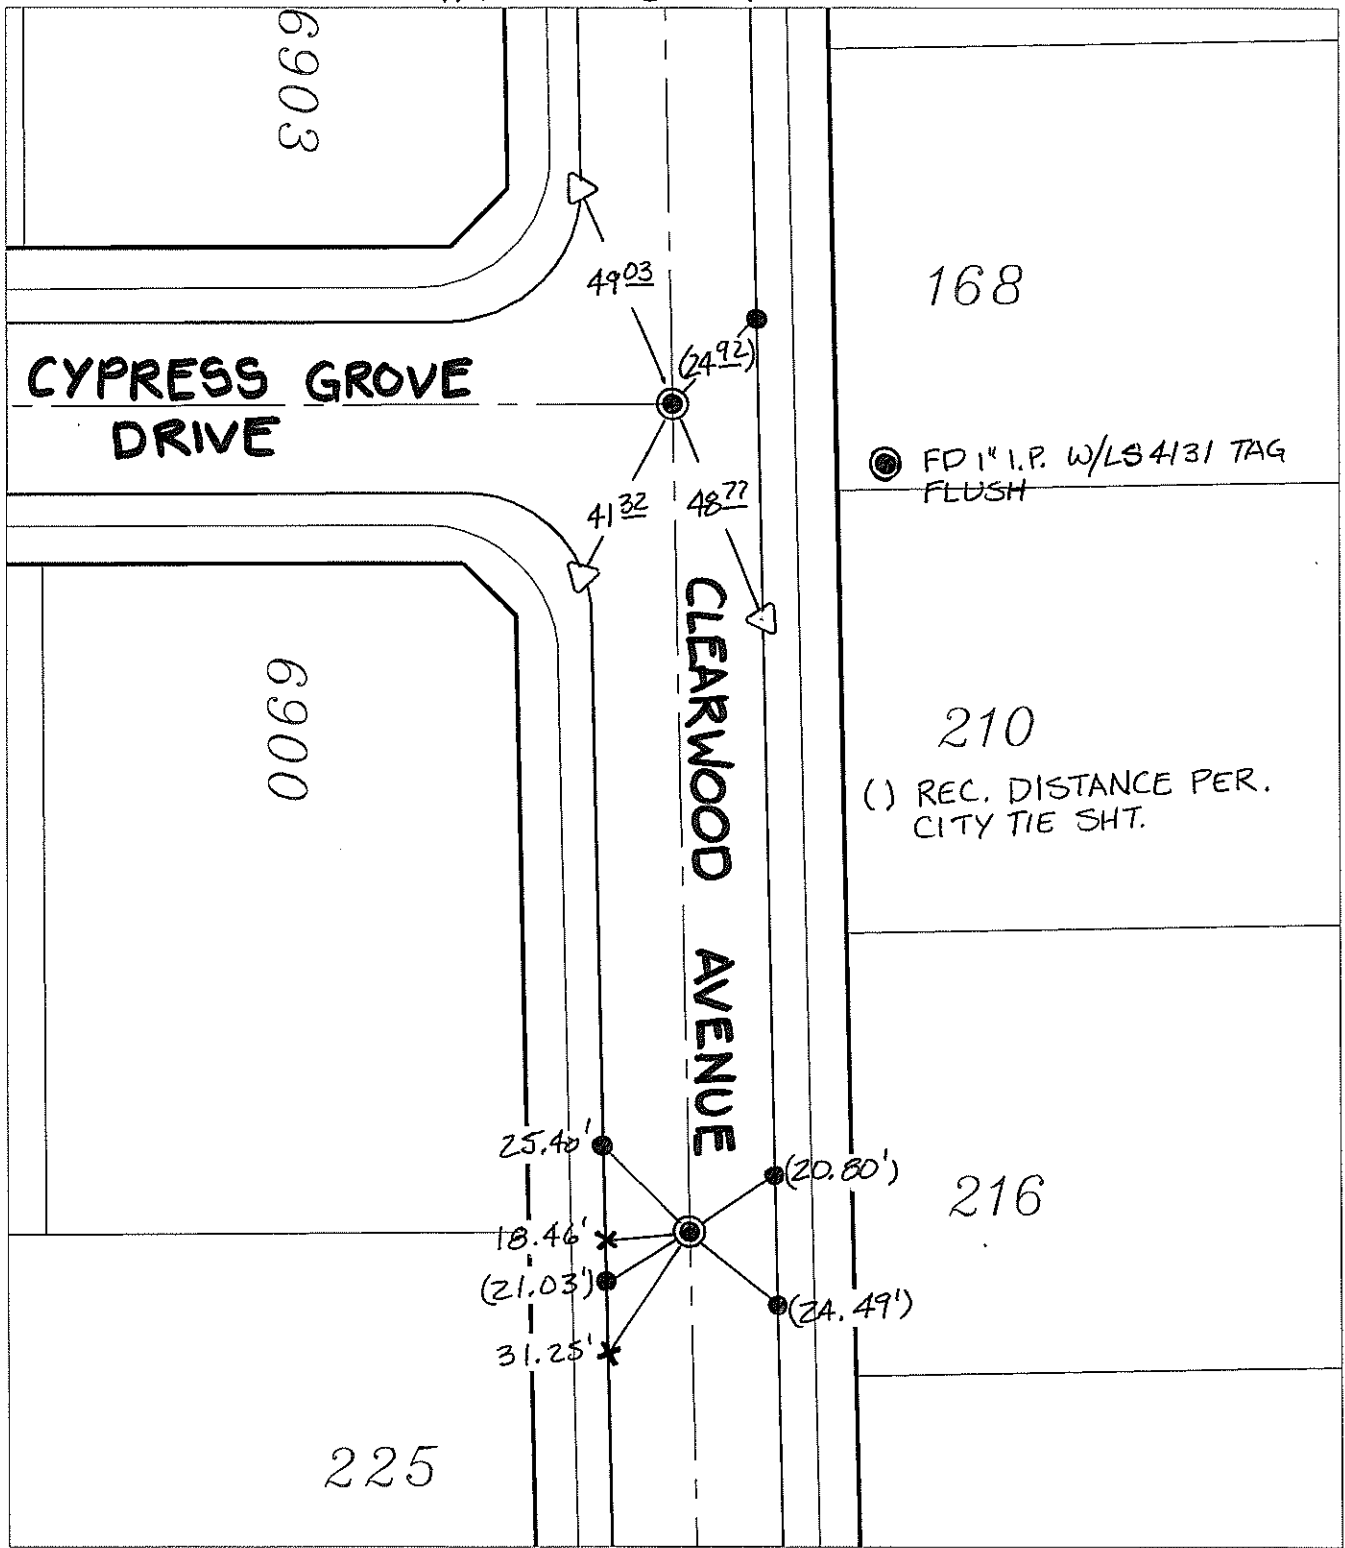 6903
49 03
168
(24 92)
CYPRESS GROVE
DRIVE
FD 1" I.P. W/LS 4131 TAG
FLUSH
41 32
48 77
CLEARWOOD AVENUE
6900
210
() REC. DISTANCE PER.
CITY TIE SHT.
25.40'
(20.80')
216
18.46'
(21.03')
(24.49')
31.25'
225